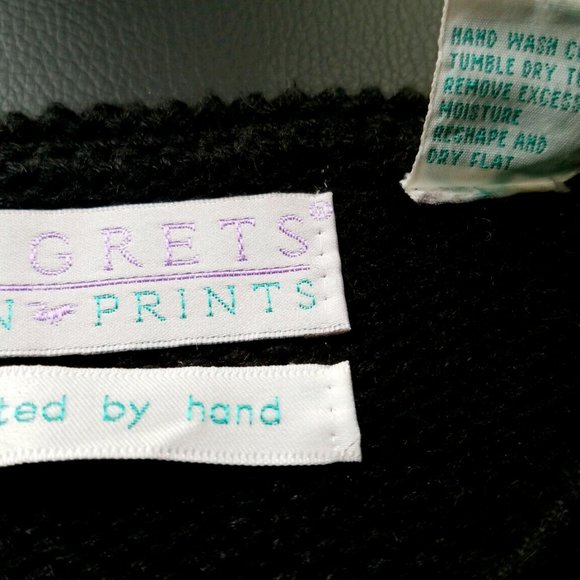 HAND WASH C
TUMBLE DRY T
REMOVE EXCESS
MOISTURE
RESHAPE AND
DRY FLAT
GRETS®
N PRINTS
ted by hand